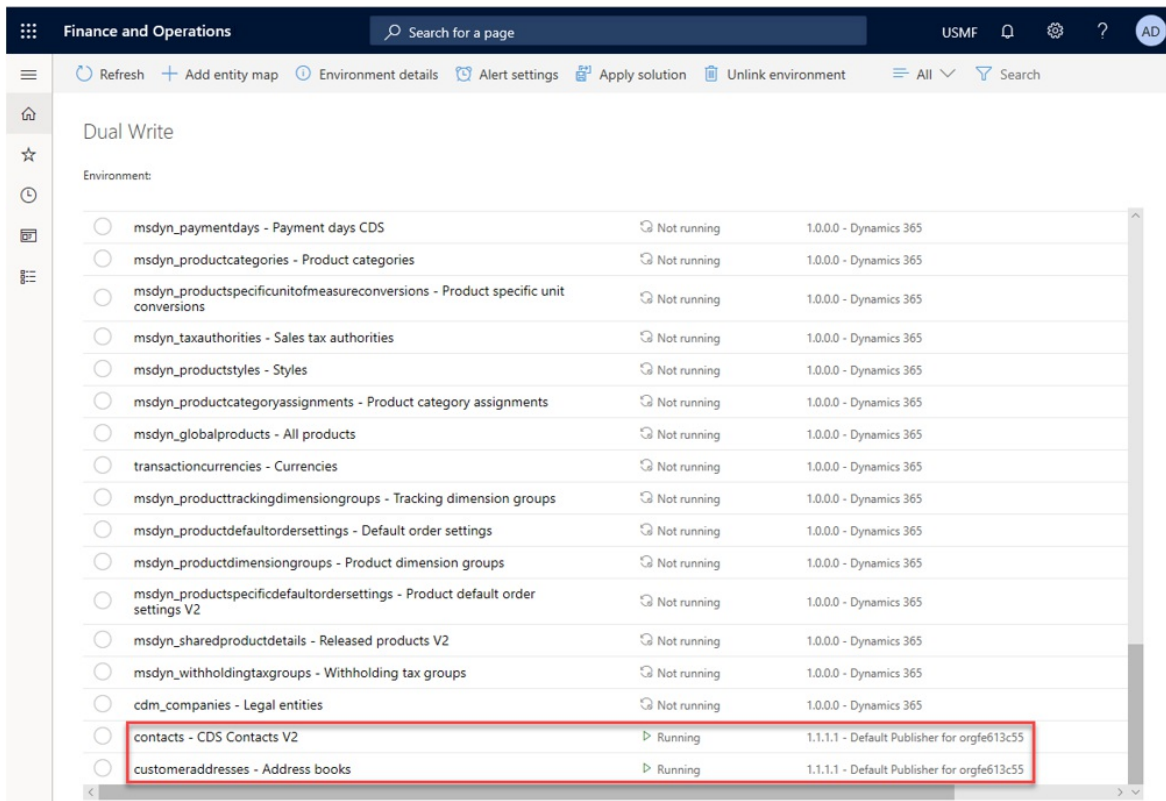 Finance and Operations Search for a page USMF ? AD
Refresh Add entity map Environment details Alert settings Apply solution Unlink environment All Search
Dual Write
Environment:
msdyn_paymentdays - Payment days CDS Not running 1.0.0.0 - Dynamics 365
msdyn_productcategories - Product categories Not running 1.0.0.0 - Dynamics 365
msdyn_productspecificunitofmeasureconversions - Product specific unit
conversions Not running 1.0.0.0 - Dynamics 365
msdyn_taxauthorities - Sales tax authorities Not running 1.0.0.0 - Dynamics 365
msdyn_productstyles - Styles Not running 1.0.0.0 - Dynamics 365
msdyn_productcategoryassignments - Product category assignments Not running 1.0.0.0 - Dynamics 365
msdyn_globalproducts - All products Not running 1.0.0.0 - Dynamics 365
transactioncurrencies - Currencies Not running 1.0.0.0 - Dynamics 365
msdyn_producttrackingdimensiongroups - Tracking dimension groups Not running 1.0.0.0 - Dynamics 365
msdyn_productdefaultordersettings - Default order settings Not running 1.0.0.0 - Dynamics 365
msdyn_productdimensiongroups - Product dimension groups Not running 1.0.0.0 - Dynamics 365
msdyn_productspecificdefaultordersettings - Product default order
settings V2 Not running 1.0.0.0 - Dynamics 365
msdyn_sharedproductdetails - Released products V2 Not running 1.0.0.0 - Dynamics 365
msdyn_withholdingtaxgroups - Withholding tax groups Not running 1.0.0.0 - Dynamics 365
cdm_companies - Legal entities Not running 1.0.0.0 - Dynamics 365
contacts - CDS Contacts V2 Running 1.1.1.1 - Default Publisher for orgfe613c55
customeraddresses - Address books Running 1.1.1.1 - Default Publisher for orgfe613c55